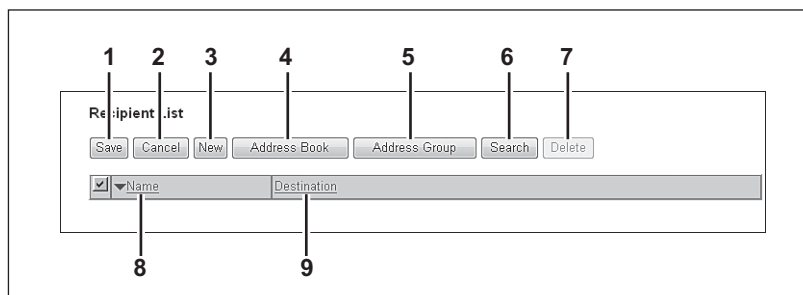 1 2 3 4 5 6 7
Recipient List
Save Cancel New Address Book Address Group Search Delete
Name Destination
8 9